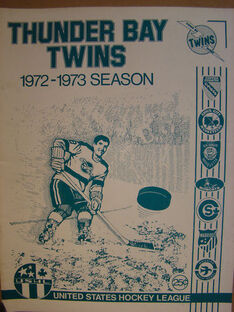 THUNDER BAY
TWINS
1972-1973 SEASON
TWINS
25¢
UNITED STATES HOCKEY LEAGUE